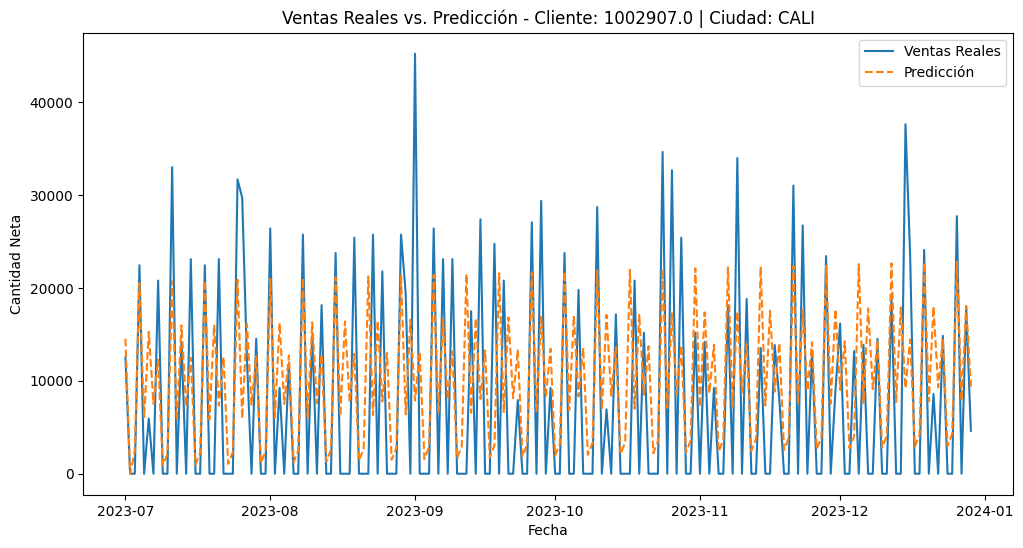 Ventas Reales vs. Predicción - Cliente: 1002907.0 | Ciudad: CALI
Ventas Reales
Predicción
Cantidad Neta
40000
30000
20000
10000
0
2023-07
2023-08
2023-09
2023-10
2023-11
2023-12
2024-01
Fecha